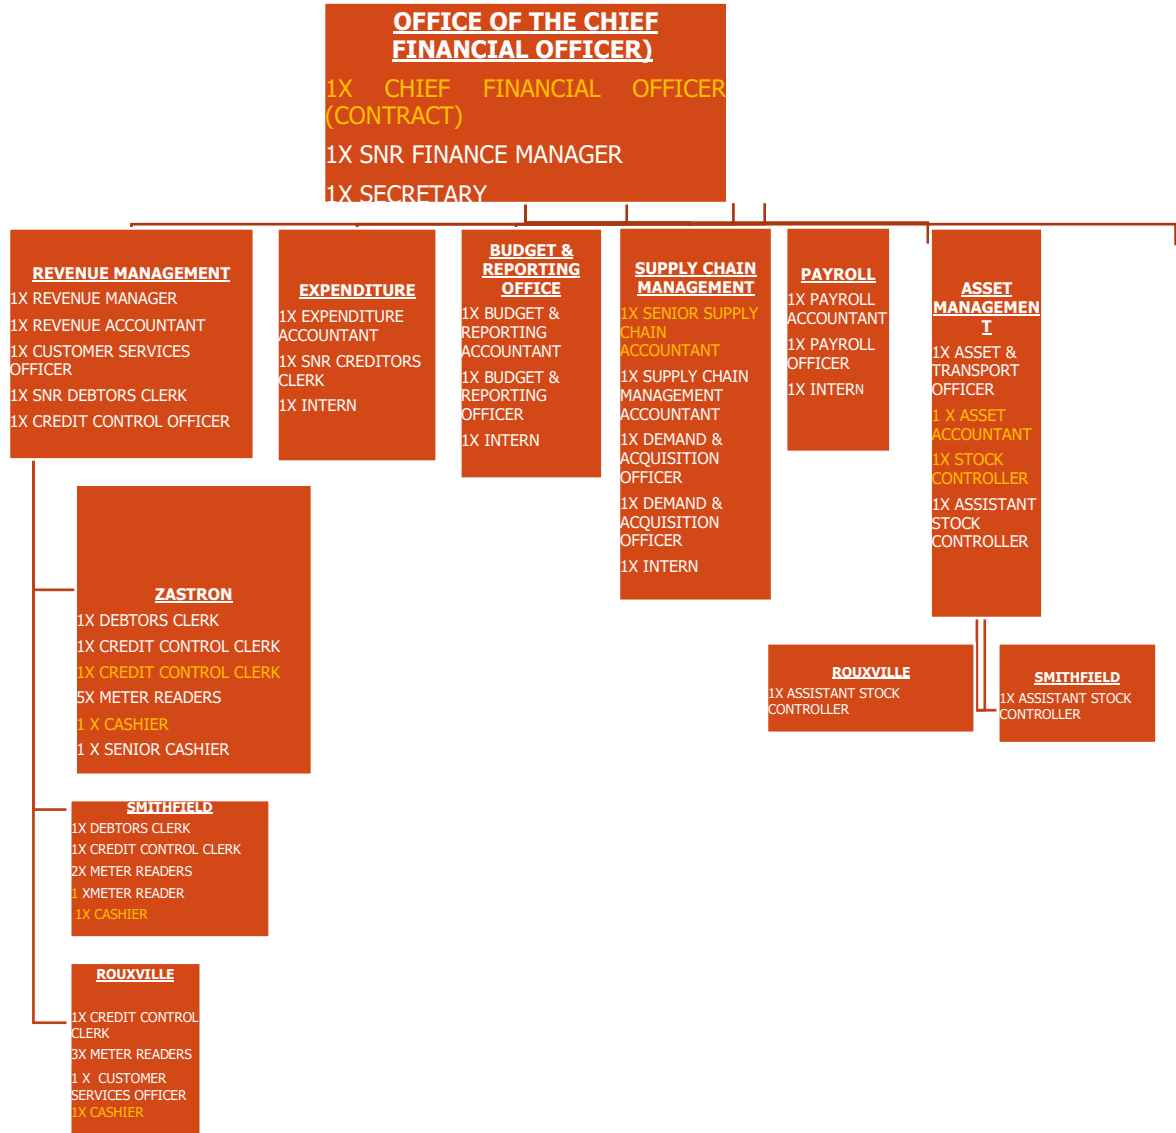 OFFICE OF THE CHIEF
FINANCIAL OFFICER)
1X CHIEF FINANCIAL OFFICER
(CONTRACT)
1X SNR FINANCE MANAGER
1X SECRETARY
REVENUE MANAGEMENT
1X REVENUE MANAGER
1X REVENUE ACCOUNTANT
1X CUSTOMER SERVICES
OFFICER
1X SNR DEBTORS CLERK
1X CREDIT CONTROL OFFICER
EXPENDITURE
1X EXPENDITURE
ACCOUNTANT
1X SNR CREDITORS
CLERK
1X INTERN
BUDGET &
REPORTING
OFFICE
1X BUDGET &
REPORTING
ACCOUNTANT
1X BUDGET &
REPORTING
OFFICER
1X INTERN
SUPPLY CHAIN
MANAGEMENT
1X SENIOR SUPPLY
CHAIN
ACCOUNTANT
1X SUPPLY CHAIN
MANAGEMENT
ACCOUNTANT
1X DEMAND &
ACQUISITION
OFFICER
1X DEMAND &
ACQUISITION
OFFICER
1X INTERN
PAYROLL
1X PAYROLL
ACCOUNTANT
1X PAYROLL
OFFICER
1X INTERN
ASSET
MANAGEMEN
T
1X ASSET &
TRANSPORT
OFFICER
1 X ASSET
ACCOUNTANT
1X STOCK
CONTROLLER
1X ASSISTANT
STOCK
CONTROLLER
ZASTRON
1X DEBTORS CLERK
1X CREDIT CONTROL CLERK
1X CREDIT CONTROL CLERK
5X METER READERS
1 X CASHIER
1 X SENIOR CASHIER
ROUXVILLE
1X ASSISTANT STOCK
CONTROLLER
SMITHFIELD
1X ASSISTANT STOCK
CONTROLLER
SMITHFIELD
1X DEBTORS CLERK
1X CREDIT CONTROL CLERK
2X METER READERS
1 XMETER READER
1X CASHIER
ROUXVILLE
1X CREDIT CONTROL
CLERK
3X METER READERS
1 X CUSTOMER
SERVICES OFFICER
1X CASHIER